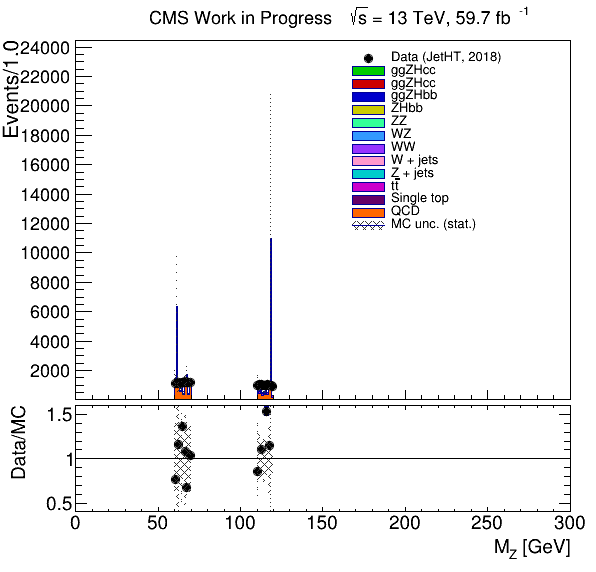 CMS Work in Progress √s = 13 TeV, 59.7 fb⁻¹
Events/1.0
24000
22000
20000
18000
16000
14000
12000
10000
8000
6000
4000
2000
Data (JetHT, 2018)
ggZHcc
ggZHcc
ggZHbb
ZHbb
ZZ
WZ
WW
W + jets
Z + jets
tt̅
Single top
QCD
MC unc. (stat.)
Data/MC
1.5
1
0.5
0 50 100 150 200 250 300
M_Z [GeV]